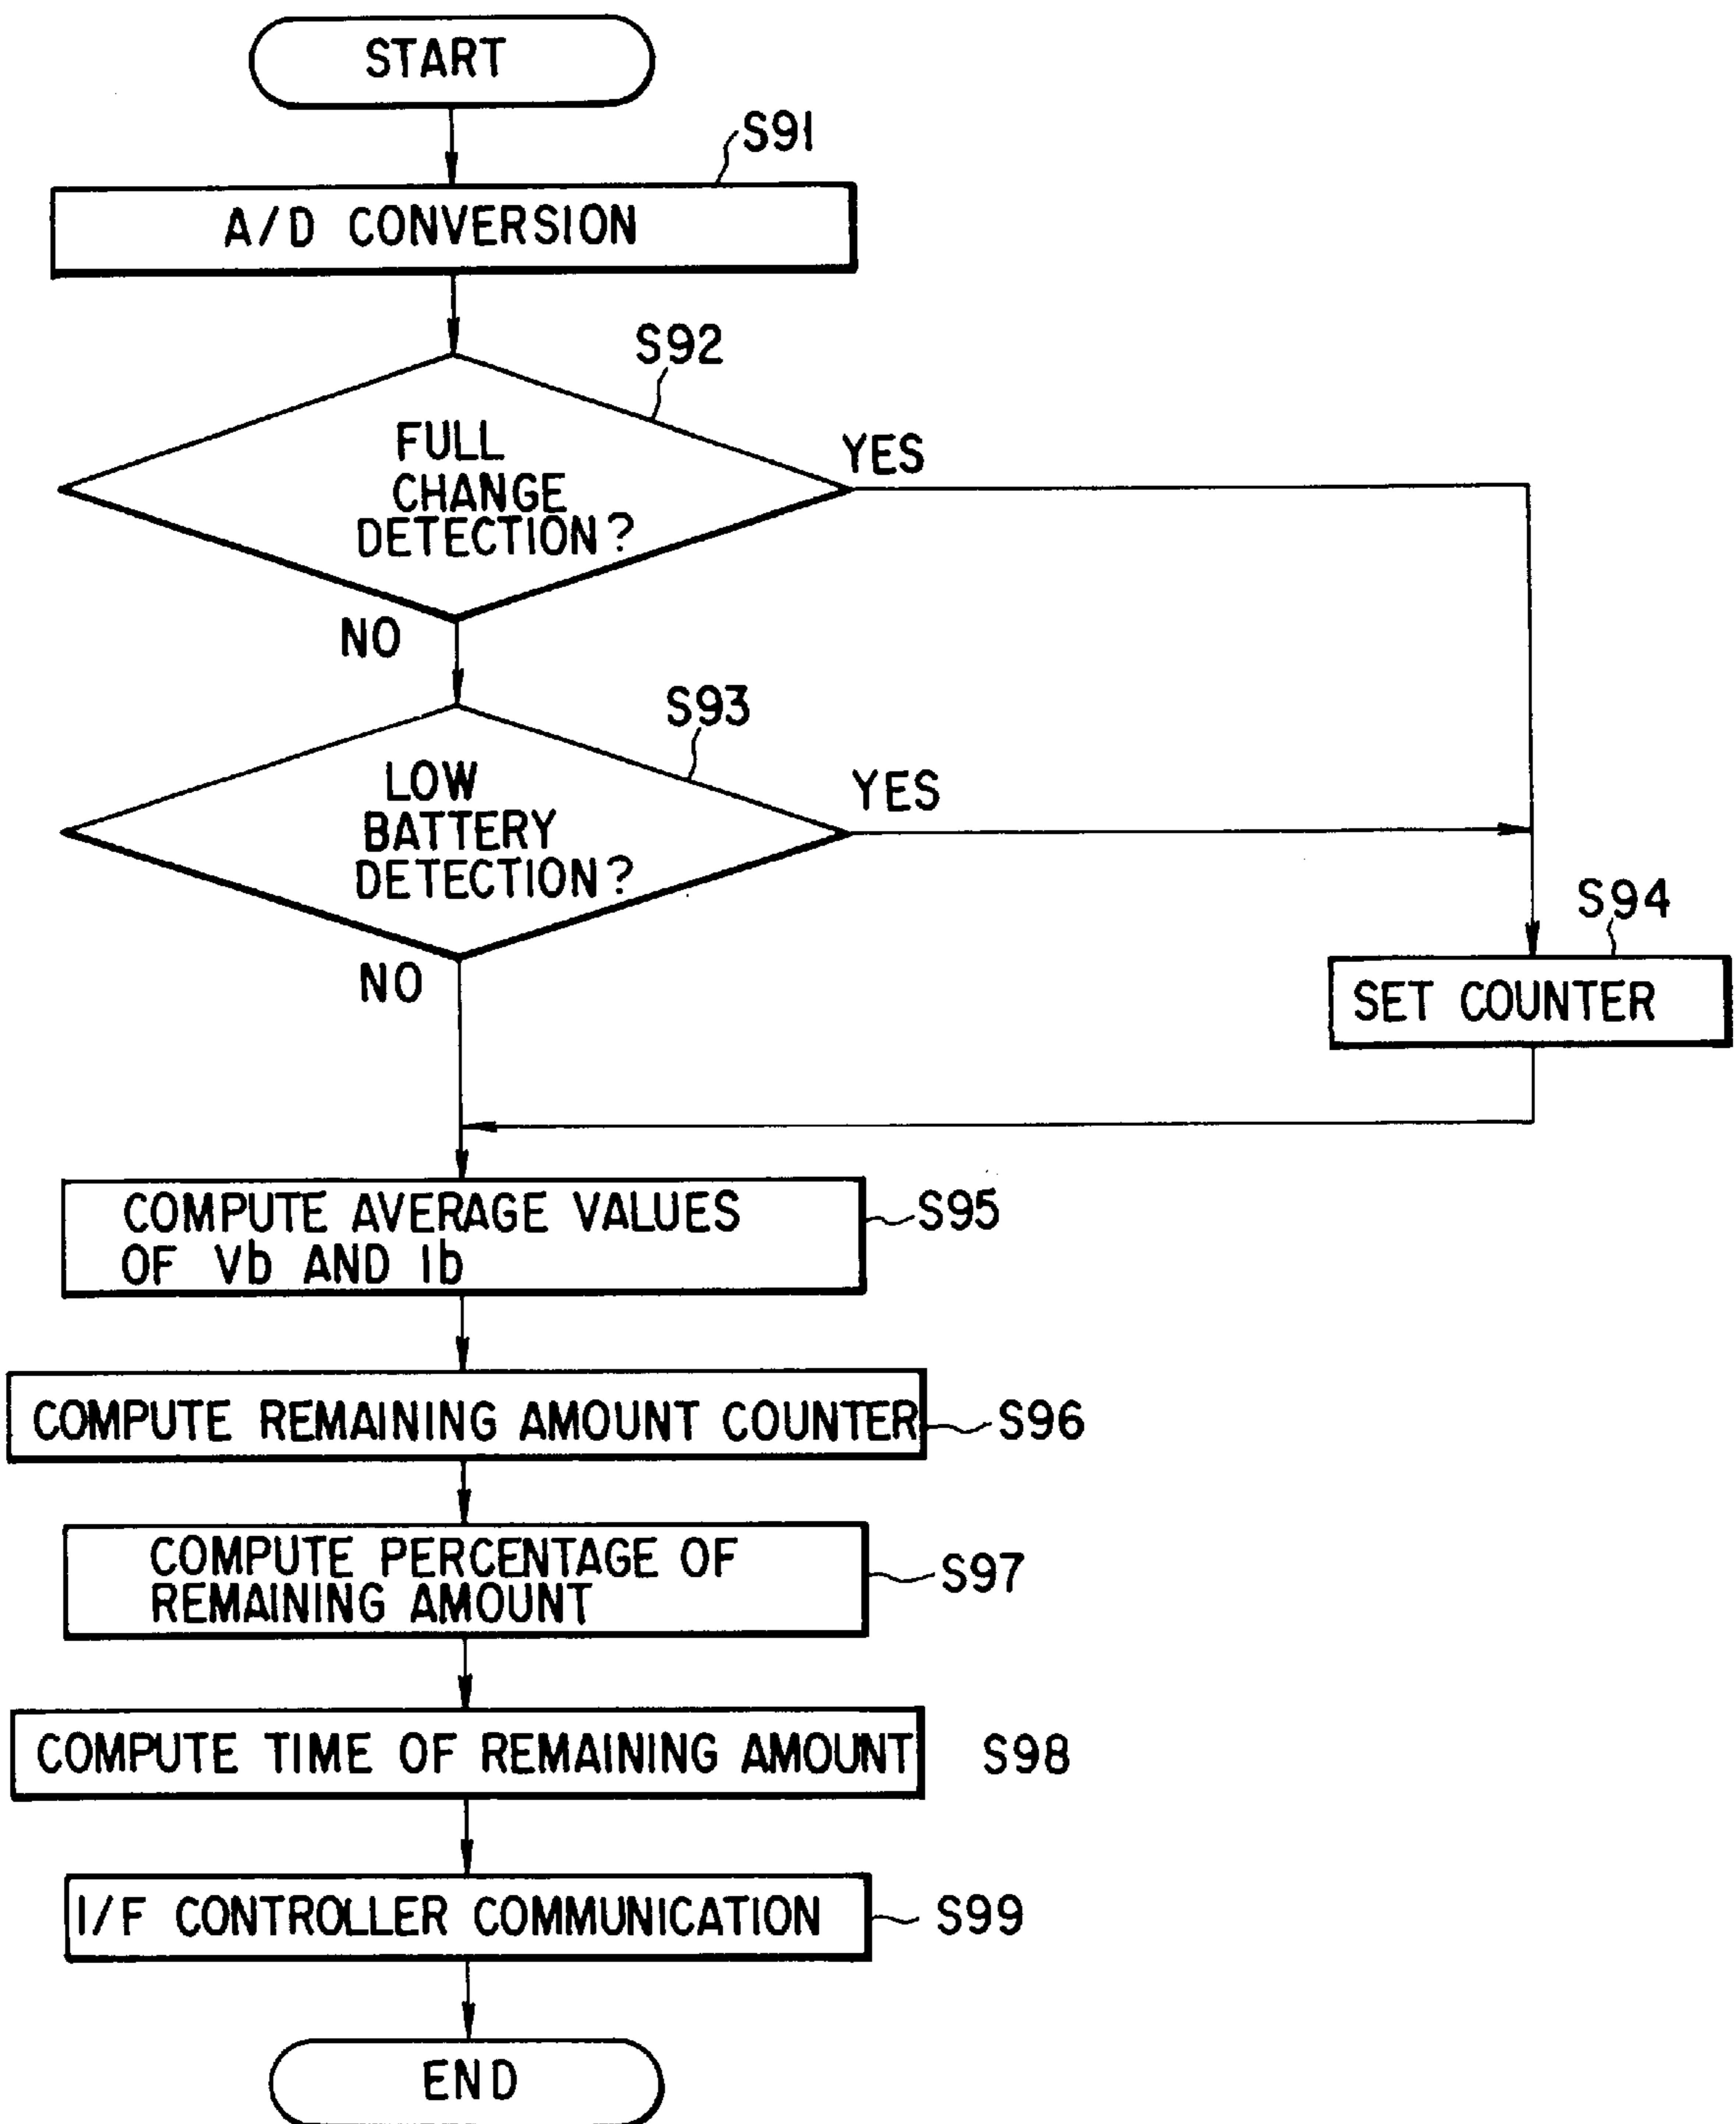 START
S91
A/D CONVERSION
S92
FULL
CHANGE
DETECTION?
YES
NO
S93
LOW
BATTERY
DETECTION?
YES
NO
S94
SET COUNTER
COMPUTE AVERAGE VALUES
OF Vb AND Ib
S95
COMPUTE REMAINING AMOUNT COUNTER
S96
COMPUTE PERCENTAGE OF
REMAINING AMOUNT
S97
COMPUTE TIME OF REMAINING AMOUNT
S98
I/F CONTROLLER COMMUNICATION
S99
END